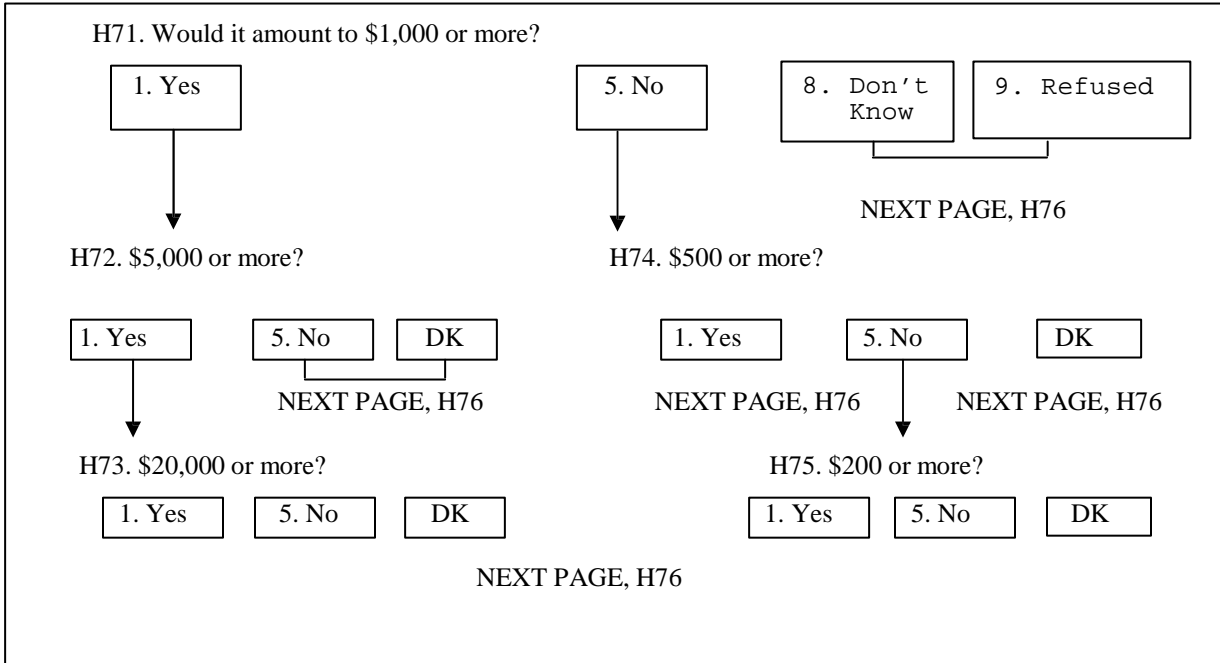 H71. Would it amount to $1,000 or more?
1. Yes
5. No
8. Don't
Know
9. Refused
NEXT PAGE, H76
H72. $5,000 or more?
H74. $500 or more?
1. Yes
5. No
DK
1. Yes
5. No
DK
NEXT PAGE, H76
NEXT PAGE, H76
NEXT PAGE, H76
H73. $20,000 or more?
H75. $200 or more?
1. Yes
5. No
DK
1. Yes
5. No
DK
NEXT PAGE, H76